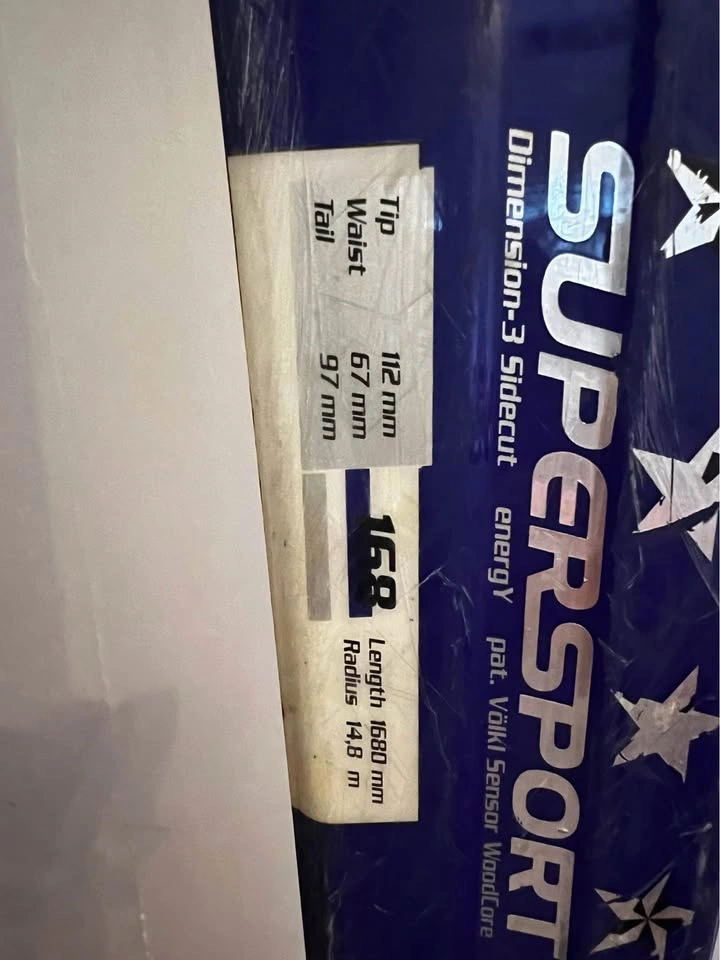 SUPERSPORT
Dimension-3 Sidecut energY pat. Völkl Sensor WoodCore
Tip 112 mm
Waist 67 mm
Tail 97 mm
168
Length 1680 mm
Radius 14,8 m